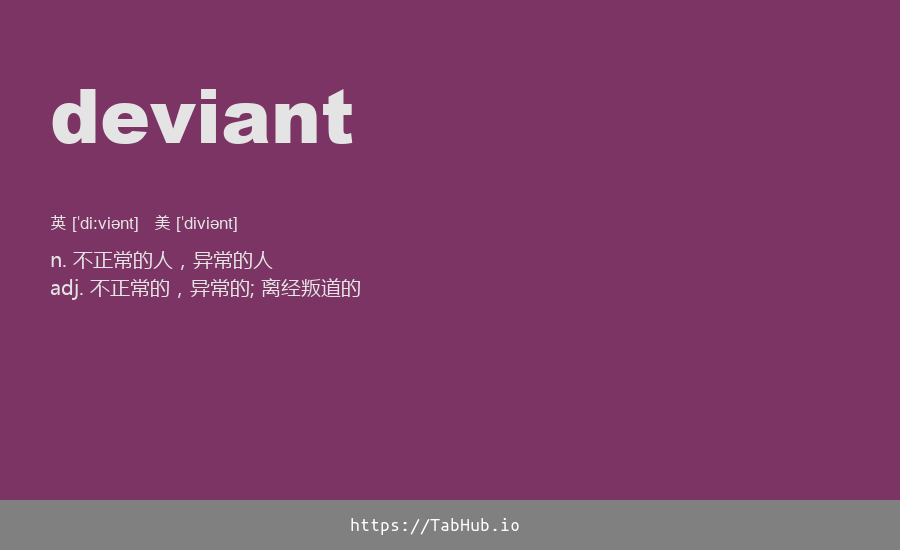 deviant
英 [ˈdiːviənt] 美 [ˈdiviənt]
n. 不正常的人，异常的人
adj. 不正常的，异常的; 离经叛道的
https://TabHub.io